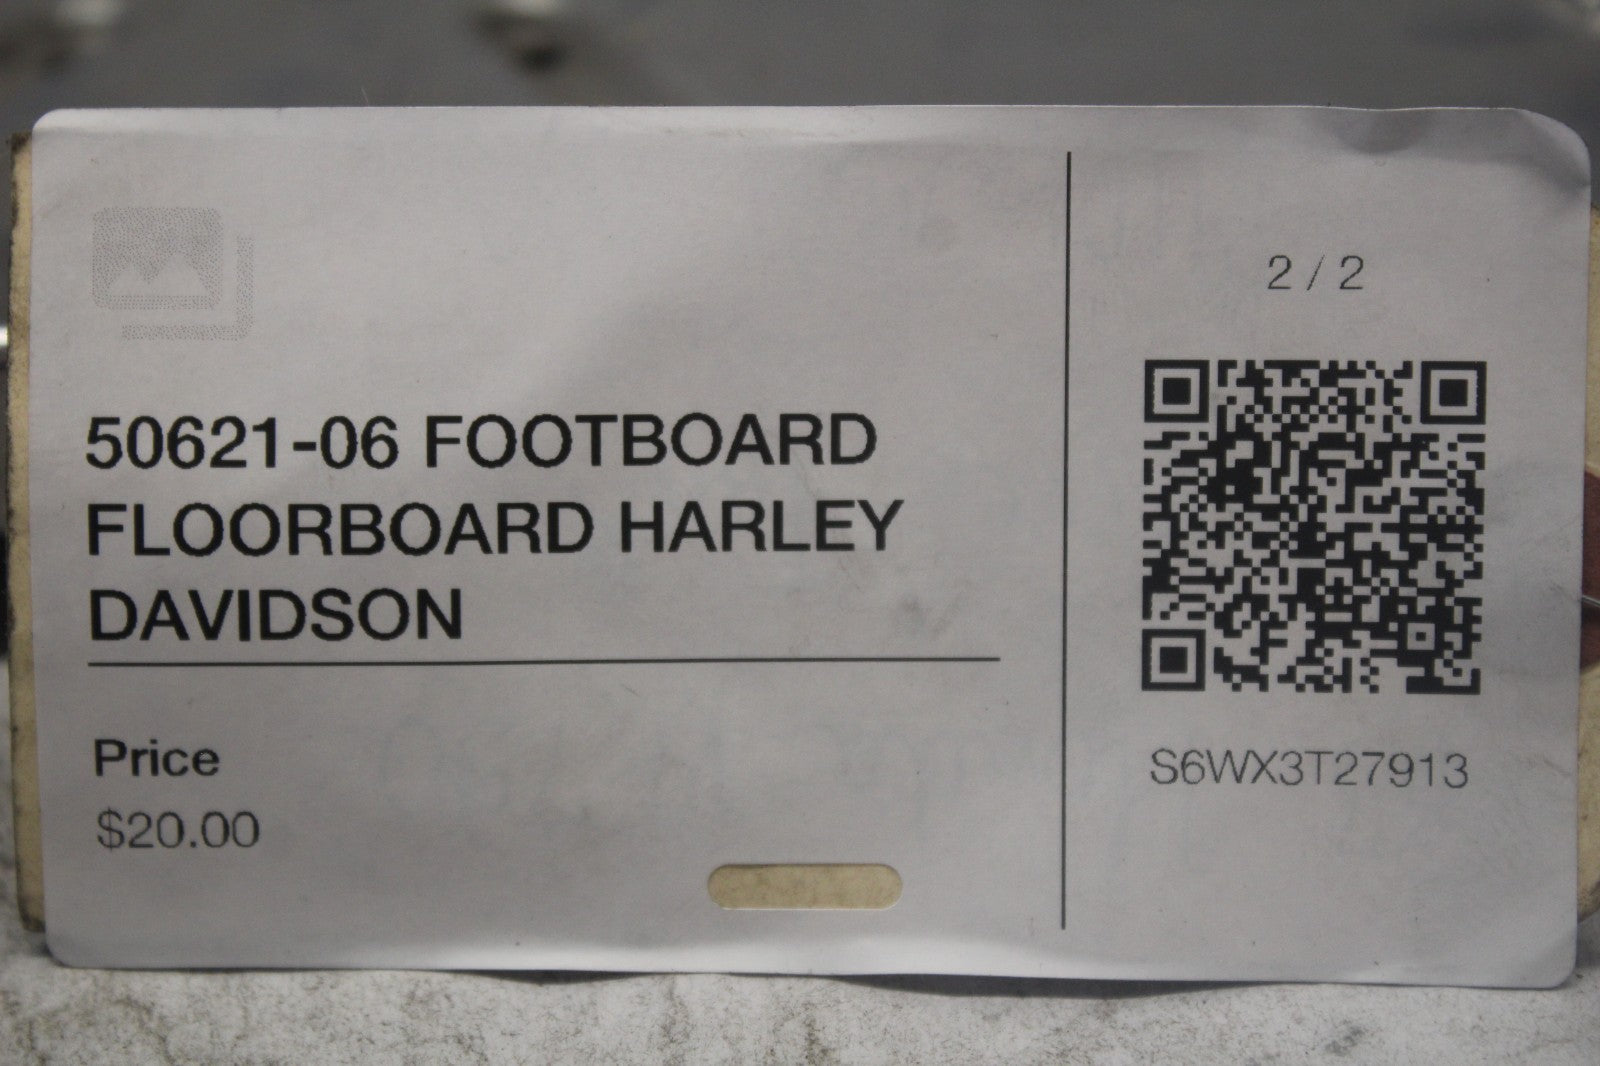 50621-06 FOOTBOARD
FLOORBOARD HARLEY
DAVIDSON
Price
$20.00
2 / 2
S6WX3T27913